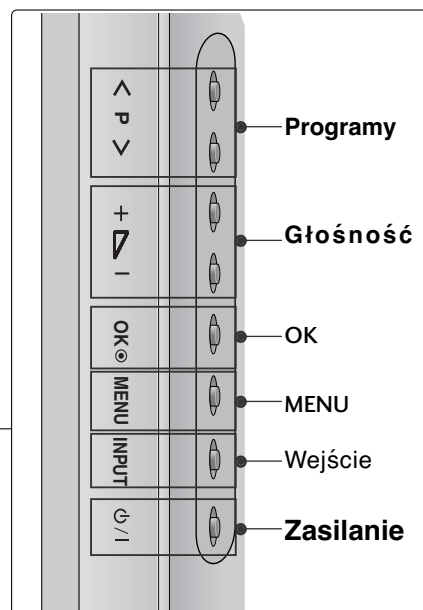 < P >
Programy
+ -
Głośność
OK
OK
MENU
MENU
INPUT
Wejście
⏻/I
Zasilanie